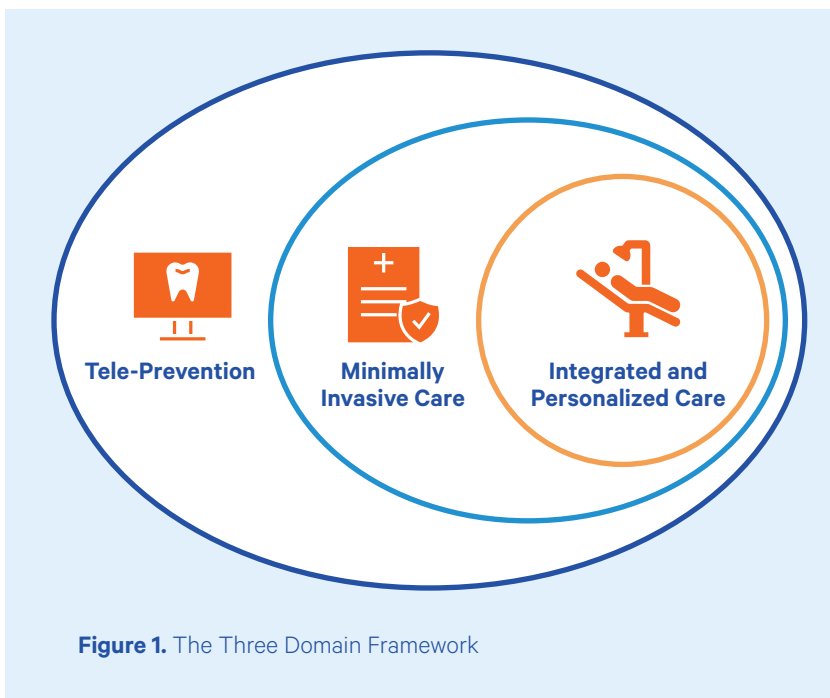 Tele-Prevention
Minimally
Invasive Care
Integrated and
Personalized Care
Figure 1. The Three Domain Framework